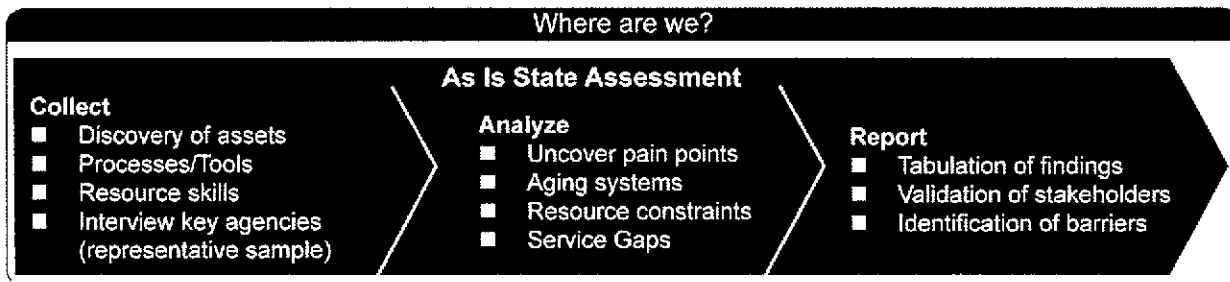 Where are we?
As Is State Assessment
Collect
Discovery of assets
Processes/Tools
Resource skills
Interview key agencies
(representative sample)
Analyze
Uncover pain points
Aging systems
Resource constraints
Service Gaps
Report
Tabulation of findings
Validation of stakeholders
Identification of barriers